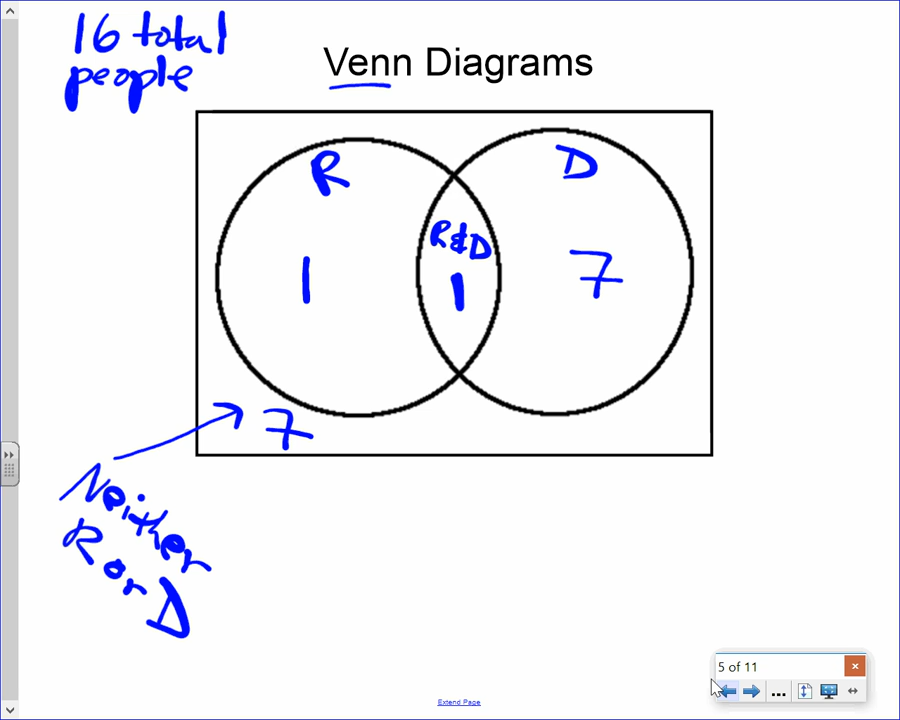 16 total
people
Venn Diagrams
R
D
R&D
1
1
7
7
Neither
R or D
5 of 11
...
Extend Page